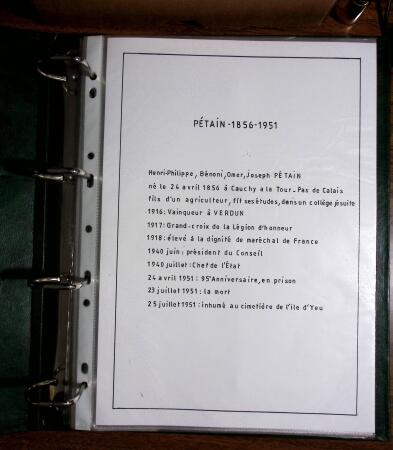 PÉTAIN-1856-1951
Henri-Philippe, Bénoni, Omer, Joseph PÉTAIN
né le 24 avril 1856 à Cauchy a la Tour_Pas de Calais
fils d'un agriculteur, fit ses études, dans un collège jésuite
1916: Vainqueur à VERDUN
1917: Grand-croix de la Légion d'honneur
1918: élevé à la dignité de maréchal de France
1940 juin: président du Conseil
1940 juillet: Chef de l'État
24 avril 1951: 95e Anniversaire, en prison
23 juillet 1951: la mort
25 juillet 1951: inhumé au cimetière de l'île d'Yeu